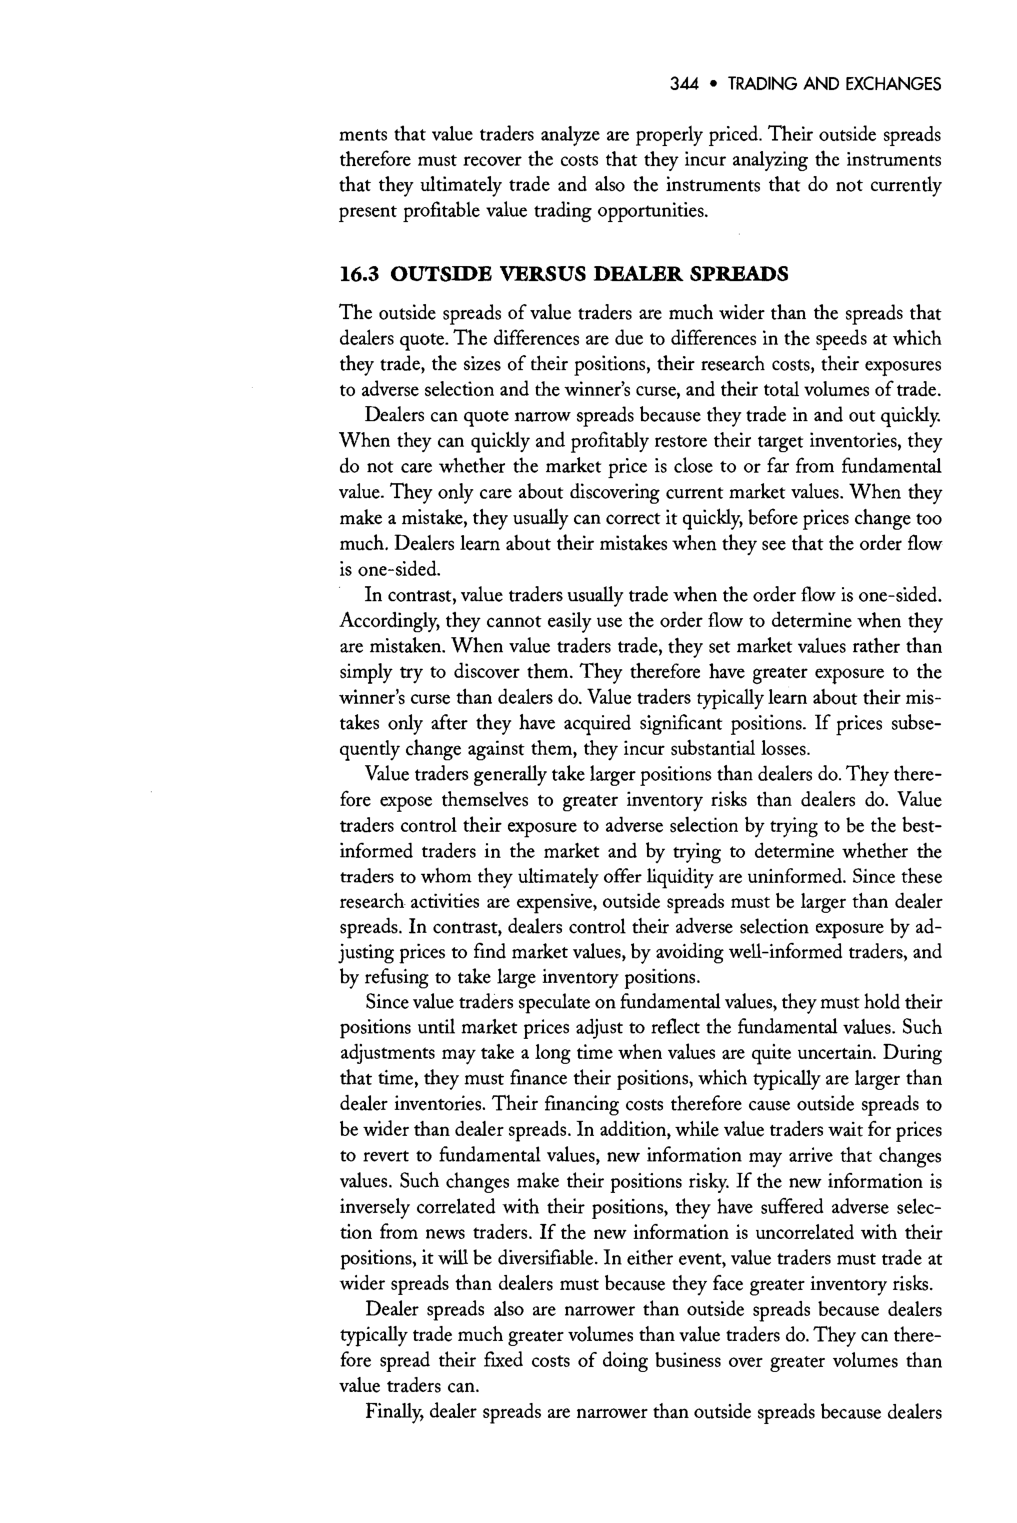 344 • TRADING AND EXCHANGES
ments that value traders analyze are properly priced. Their outside spreads
therefore must recover the costs that they incur analyzing the instruments
that they ultimately trade and also the instruments that do not currently
present profitable value trading opportunities.
16.3 OUTSIDE VERSUS DEALER SPREADS
The outside spreads of value traders are much wider than the spreads that
dealers quote. The differences are due to differences in the speeds at which
they trade, the sizes of their positions, their research costs, their exposures
to adverse selection and the winner's curse, and their total volumes of trade.
Dealers can quote narrow spreads because they trade in and out quickly.
When they can quickly and profitably restore their target inventories, they
do not care whether the market price is close to or far from fundamental
value. They only care about discovering current market values. When they
make a mistake, they usually can correct it quickly, before prices change too
much. Dealers learn about their mistakes when they see that the order flow
is one-sided.
In contrast, value traders usually trade when the order flow is one-sided.
Accordingly, they cannot easily use the order flow to determine when they
are mistaken. When value traders trade, they set market values rather than
simply try to discover them. They therefore have greater exposure to the
winner's curse than dealers do. Value traders typically learn about their mis-
takes only after they have acquired significant positions. If prices subse-
quently change against them, they incur substantial losses.
Value traders generally take larger positions than dealers do. They there-
fore expose themselves to greater inventory risks than dealers do. Value
traders control their exposure to adverse selection by trying to be the best-
informed traders in the market and by trying to determine whether the
traders to whom they ultimately offer liquidity are uninformed. Since these
research activities are expensive, outside spreads must be larger than dealer
spreads. In contrast, dealers control their adverse selection exposure by ad-
justing prices to find market values, by avoiding well-informed traders, and
by refusing to take large inventory positions.
Since value traders speculate on fundamental values, they must hold their
positions until market prices adjust to reflect the fundamental values. Such
adjustments may take a long time when values are quite uncertain. During
that time, they must finance their positions, which typically are larger than
dealer inventories. Their financing costs therefore cause outside spreads to
be wider than dealer spreads. In addition, while value traders wait for prices
to revert to fundamental values, new information may arrive that changes
values. Such changes make their positions risky. If the new information is
inversely correlated with their positions, they have suffered adverse selec-
tion from news traders. If the new information is uncorrelated with their
positions, it will be diversifiable. In either event, value traders must trade at
wider spreads than dealers must because they face greater inventory risks.
Dealer spreads also are narrower than outside spreads because dealers
typically trade much greater volumes than value traders do. They can there-
fore spread their fixed costs of doing business over greater volumes than
value traders can.
Finally, dealer spreads are narrower than outside spreads because dealers